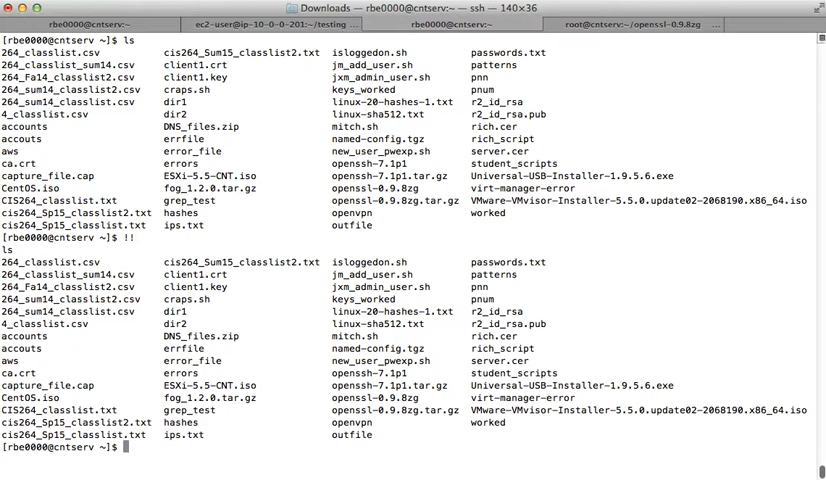 Downloads — rbe0000@cntserv:~ — ssh — 140×36
rbe0000@cntserv:~ ec2-user@ip-10-0-0-201:~/testing ... rbe0000@cntserv:~ root@cntserv:~/openssl-0.9.8zg ...
[rbe0000@cntserv ~]$ ls
264_classlist.csv cis264_Sum15_classlist2.txt isloggedon.sh passwords.txt
264_classlist_sum14.csv client1.crt jm_add_user.sh patterns
264_Fa14_classlist2.csv client1.key jxm_admin_user.sh pnn
264_sum14_classlist2.csv craps.sh keys_worked pnum
264_sum14_classlist.csv dir1 linux-20-hashes-1.txt r2_id_rsa
4_classlist.csv dir2 linux-sha512.txt r2_id_rsa.pub
accounts DNS_files.zip mitch.sh rich.cer
accouts errfile named-config.tgz rich_script
aws error_file new_user_pwexp.sh server.cer
ca.crt errors openssh-7.1p1 student_scripts
capture_file.cap ESXi-5.5-CNT.iso openssh-7.1p1.tar.gz Universal-USB-Installer-1.9.5.6.exe
CentOS.iso fog_1.2.0.tar.gz openssl-0.9.8zg virt-manager-error
CIS264_classlist.txt grep_test openssl-0.9.8zg.tar.gz VMware-VMvisor-Installer-5.5.0.update02-2068190.x86_64.iso
cis264_Sp15_classlist2.txt hashes openvpn worked
cis264_Sp15_classlist.txt ips.txt outfile
[rbe0000@cntserv ~]$ !!
ls
264_classlist.csv cis264_Sum15_classlist2.txt isloggedon.sh passwords.txt
264_classlist_sum14.csv client1.crt jm_add_user.sh patterns
264_Fa14_classlist2.csv client1.key jxm_admin_user.sh pnn
264_sum14_classlist2.csv craps.sh keys_worked pnum
264_sum14_classlist.csv dir1 linux-20-hashes-1.txt r2_id_rsa
4_classlist.csv dir2 linux-sha512.txt r2_id_rsa.pub
accounts DNS_files.zip mitch.sh rich.cer
accouts errfile named-config.tgz rich_script
aws error_file new_user_pwexp.sh server.cer
ca.crt errors openssh-7.1p1 student_scripts
capture_file.cap ESXi-5.5-CNT.iso openssh-7.1p1.tar.gz Universal-USB-Installer-1.9.5.6.exe
CentOS.iso fog_1.2.0.tar.gz openssl-0.9.8zg virt-manager-error
CIS264_classlist.txt grep_test openssl-0.9.8zg.tar.gz VMware-VMvisor-Installer-5.5.0.update02-2068190.x86_64.iso
cis264_Sp15_classlist2.txt hashes openvpn worked
cis264_Sp15_classlist.txt ips.txt outfile
[rbe0000@cntserv ~]$